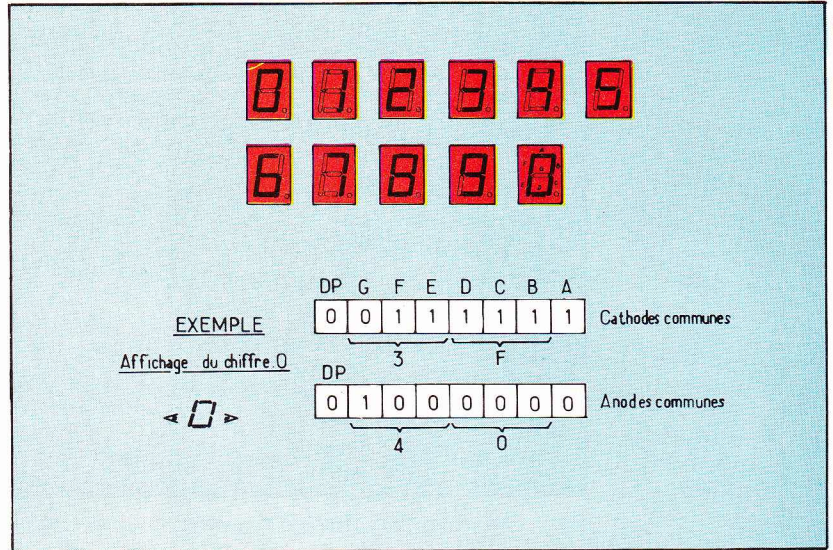 0 1 2 3 4 5
6 7 8 9 0
DP G F E D C B A
0 0 1 1 1 1 1 1 Cathodes communes
EXEMPLE
3 F
Affichage du chiffre.0
DP
0 1 0 0 0 0 0 0 Anodes communes
< 0 >
4 0